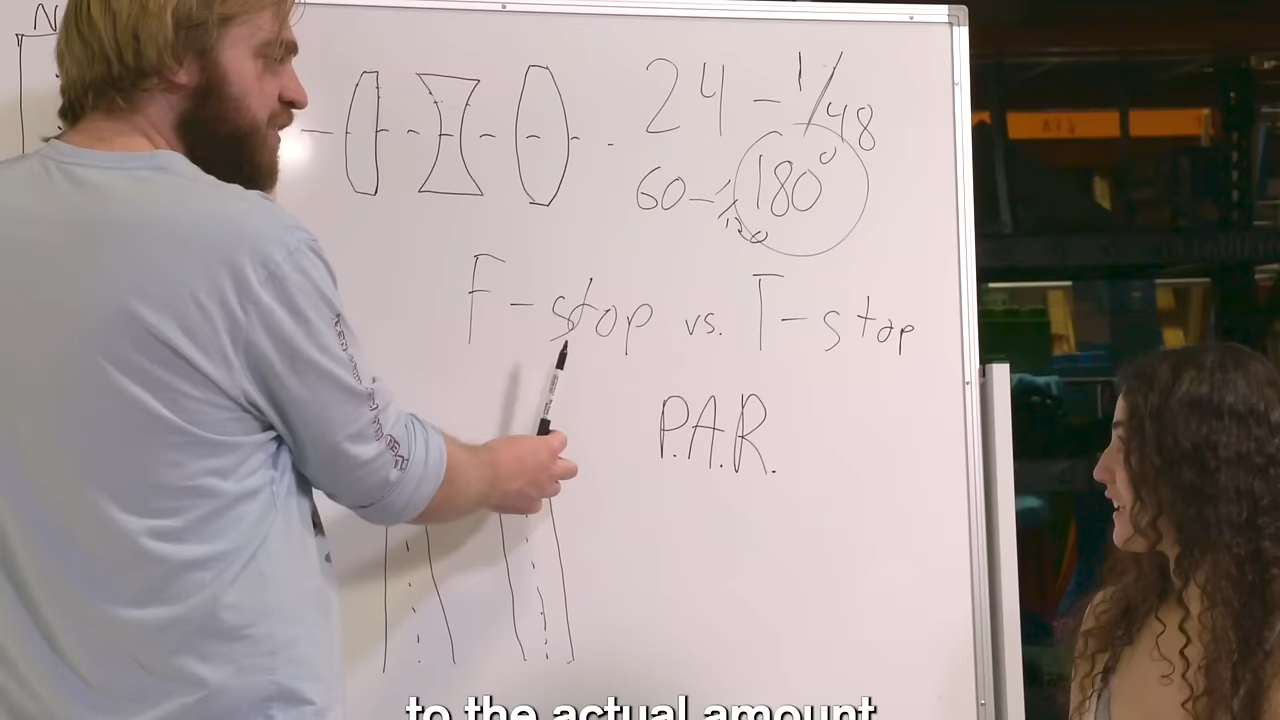 N
24 - 1/48
60 - 1/120
180°
F-stop vs. T-stop
P.A.R.
to the actual amount